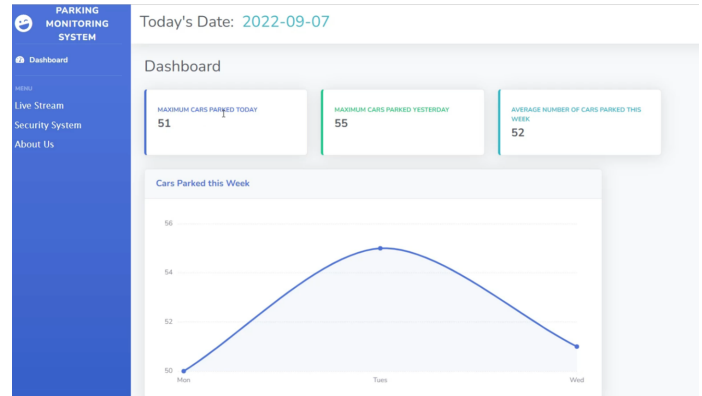 PARKING
MONITORING
SYSTEM
Dashboard
MENU
Live Stream
Security System
About Us
Today's Date: 2022-09-07
Dashboard
MAXIMUM CARS PARKED TODAY
51
MAXIMUM CARS PARKED YESTERDAY
55
AVERAGE NUMBER OF CARS PARKED THIS
WEEK
52
Cars Parked this Week
56
54
52
50
Mon
Tues
Wed